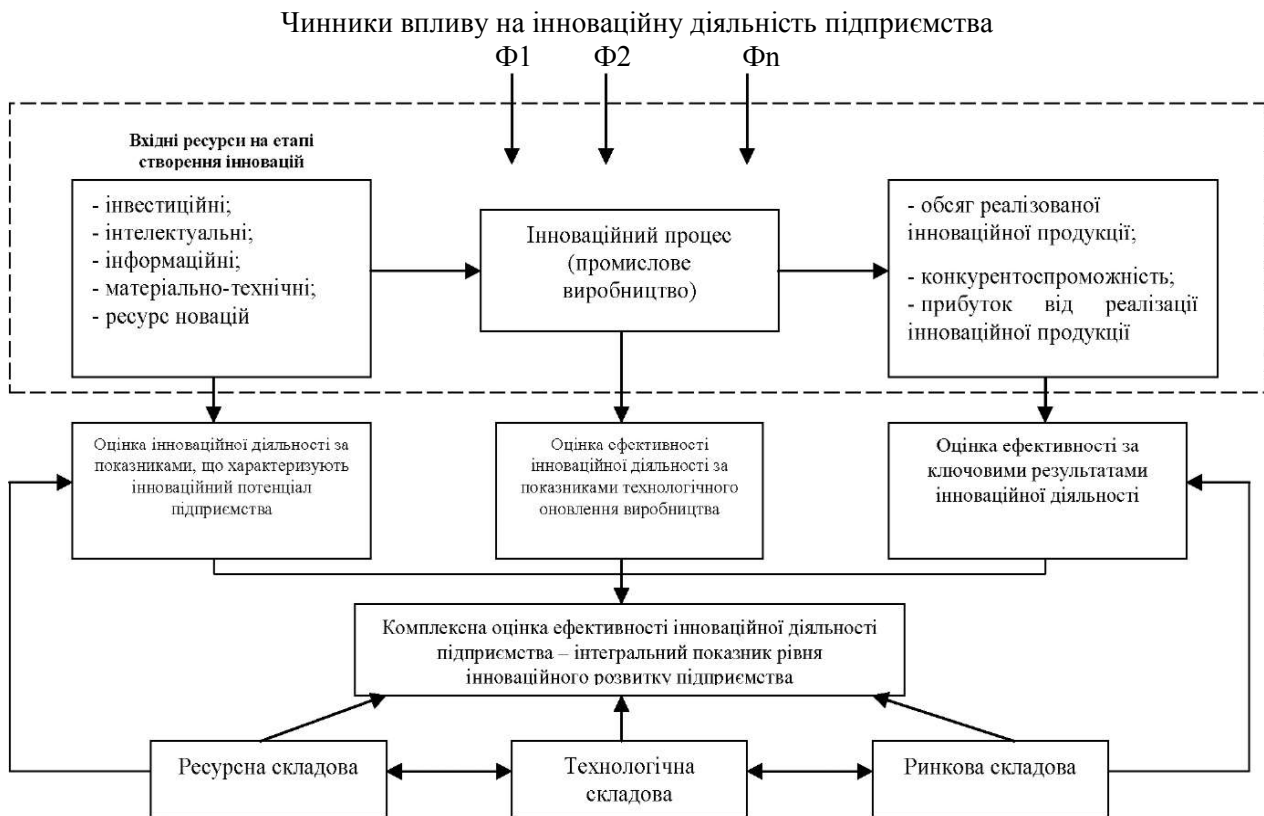 Чинники впливу на інноваційну діяльність підприємства
Ф1 Ф2 Фn
Вхідні ресурси на етапі
створення інновацій
- інвестиційні;
- інтелектуальні;
- інформаційні;
- матеріально-технічні;
- ресурс новацій
Інноваційний процес
(промислове
виробництво)
- обсяг реалізованої
інноваційної продукції;
- конкурентоспроможність;
- прибуток від реалізації
інноваційної продукції
Оцінка інноваційної діяльності за
показниками, що характеризують
інноваційний потенціал
підприємства
Оцінка ефективності
інноваційної діяльності за
показниками технологічного
оновлення виробництва
Оцінка ефективності за
ключовими результатами
інноваційної діяльності
Комплексна оцінка ефективності інноваційної діяльності
підприємства – інтегральний показник рівня
інноваційного розвитку підприємства
Ресурсна складова
Технологічна
складова
Ринкова складова